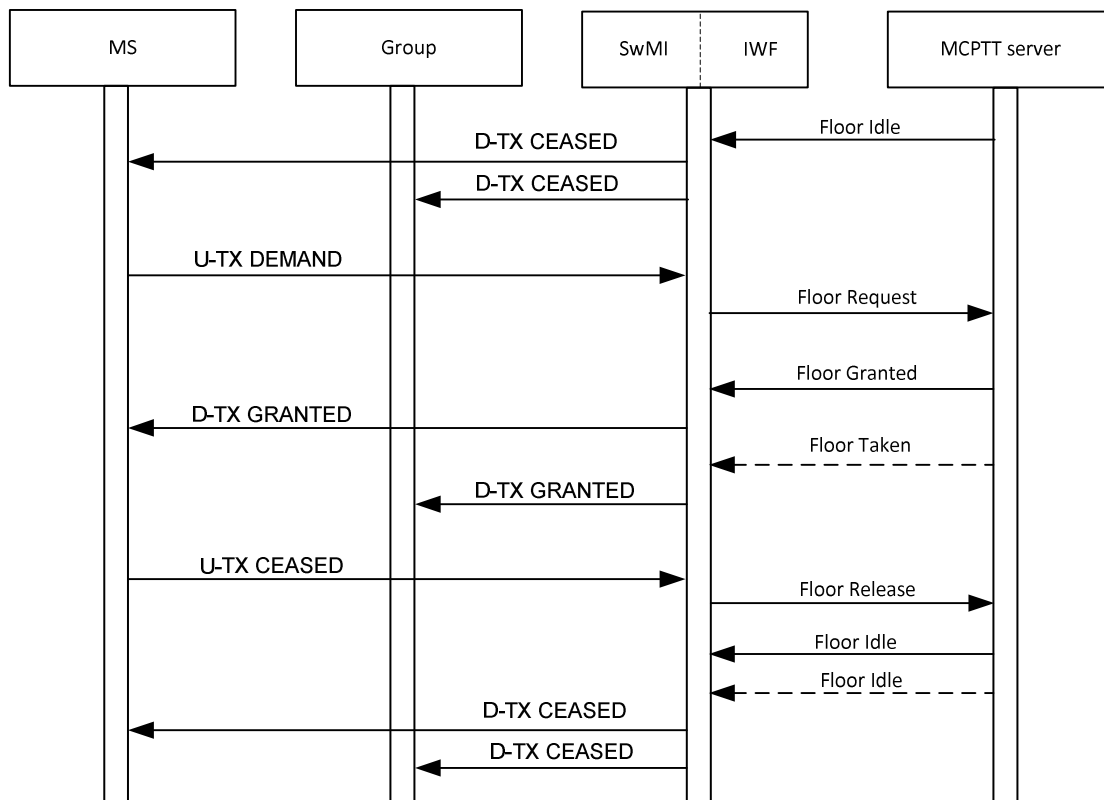 MS
Group
SwMI
IWF
MCPTT server
Floor Idle
D-TX CEASED
D-TX CEASED
U-TX DEMAND
Floor Request
Floor Granted
D-TX GRANTED
Floor Taken
D-TX GRANTED
U-TX CEASED
Floor Release
Floor Idle
Floor Idle
D-TX CEASED
D-TX CEASED